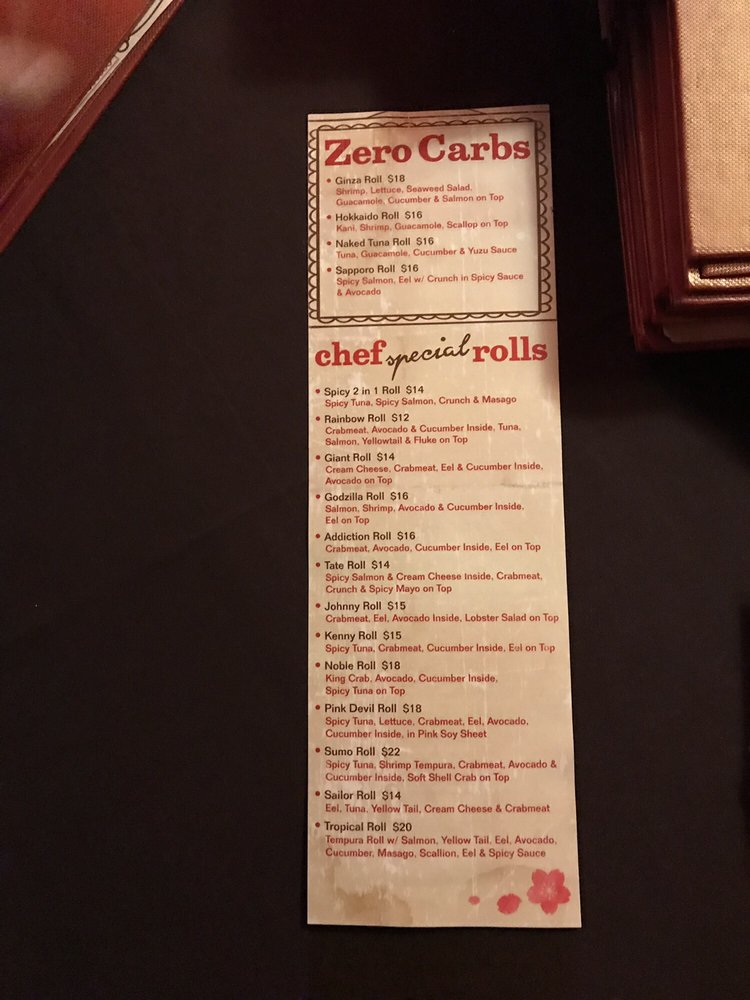 Zero Carbs
• Ginza Roll $18
Shrimp, Lettuce, Seaweed Salad,
Guacamole, Cucumber & Salmon on Top
• Hokkaido Roll $16
Kani, Shrimp, Guacamole, Scallop on Top
• Naked Tuna Roll $16
Tuna, Guacamole, Cucumber & Yuzu Sauce
• Sapporo Roll $16
Spicy Salmon, Eel w/ Crunch in Spicy Sauce
& Avocado
chef special rolls
• Spicy 2 in 1 Roll $14
Spicy Tuna, Spicy Salmon, Crunch & Masago
• Rainbow Roll $12
Crabmeat, Avocado & Cucumber Inside, Tuna,
Salmon, Yellowtail & Fluke on Top
• Giant Roll $14
Cream Cheese, Crabmeat, Eel & Cucumber Inside,
Avocado on Top
• Godzilla Roll $16
Salmon, Shrimp, Avocado & Cucumber Inside.
Eel on Top
• Addiction Roll $16
Crabmeat, Avocado, Cucumber Inside, Eel on Top
• Tate Roll $14
Spicy Salmon & Cream Cheese Inside, Crabmeat,
Crunch & Spicy Mayo on Top
• Johnny Roll $15
Crabmeat, Eel, Avocado Inside, Lobster Salad on Top
• Kenny Roll $15
Spicy Tuna, Crabmeat, Cucumber Inside, Eel on Top
• Noble Roll $18
King Crab, Avocado, Cucumber Inside,
Spicy Tuna on Top
• Pink Devil Roll $18
Spicy Tuna, Lettuce, Crabmeat, Eel, Avocado,
Cucumber Inside, in Pink Soy Sheet
• Sumo Roll $22
Spicy Tuna, Shrimp Tempura, Crabmeat, Avocado &
Cucumber Inside, Soft Shell Crab on Top
• Sailor Roll $14
Eel, Tuna, Yellow Tail, Cream Cheese & Crabmeat
• Tropical Roll $20
Tempura Roll w/ Salmon, Yellow Tail, Eel, Avocado,
Cucumber, Masago, Scallion, Eel & Spicy Sauce